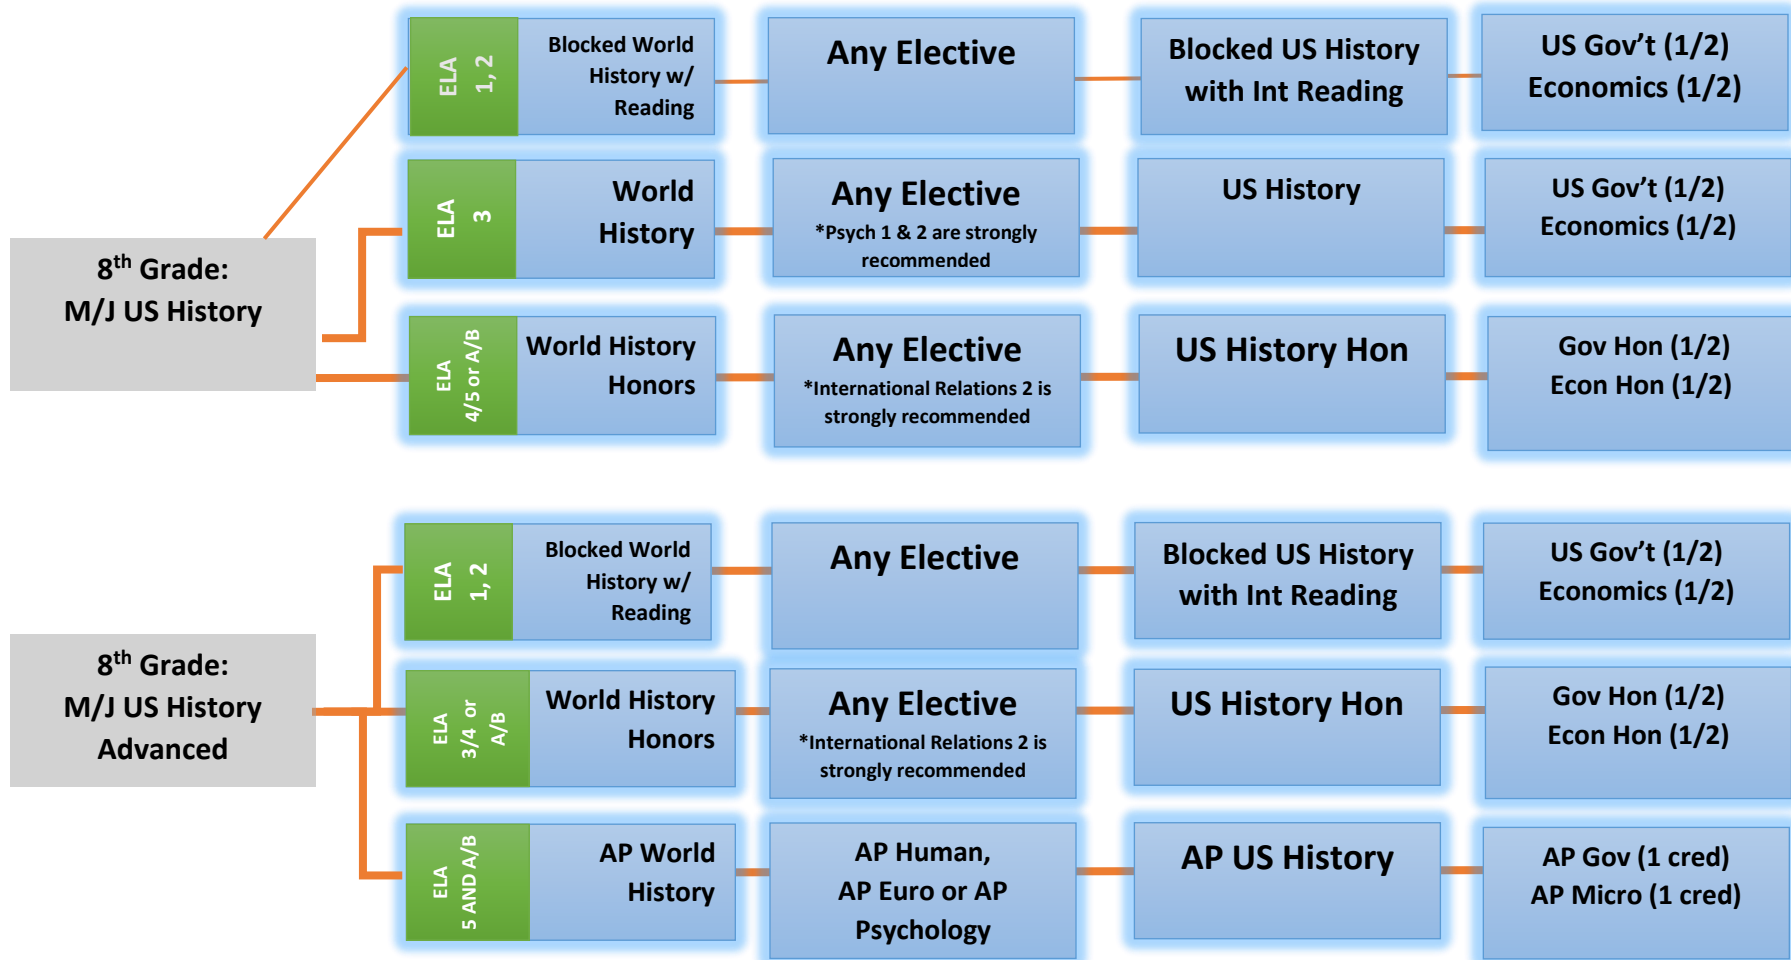 ELA
1, 2
Blocked World
History w/
Reading
Any Elective
Blocked US History
with Int Reading
US Gov’t (1/2)
Economics (1/2)
ELA
3
World
History
Any Elective
*Psych 1 & 2 are strongly
recommended
US History
US Gov’t (1/2)
Economics (1/2)
8th Grade:
M/J US History
ELA
4/5 or A/B
World History
Honors
Any Elective
*International Relations 2 is
strongly recommended
US History Hon
Gov Hon (1/2)
Econ Hon (1/2)
ELA
1, 2
Blocked World
History w/
Reading
Any Elective
Blocked US History
with Int Reading
US Gov’t (1/2)
Economics (1/2)
8th Grade:
M/J US History
Advanced
ELA
3/4 or
A/B
World History
Honors
Any Elective
*International Relations 2 is
strongly recommended
US History Hon
Gov Hon (1/2)
Econ Hon (1/2)
ELA
5 AND A/B
AP World
History
AP Human,
AP Euro or AP
Psychology
AP US History
AP Gov (1 cred)
AP Micro (1 cred)